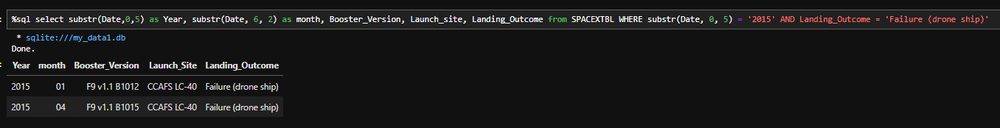 %sql select substr(Date,0,5) as Year, substr(Date, 6, 2) as month, Booster_Version, Launch_site, Landing_Outcome from SPACEXTBL WHERE substr(Date, 0, 5) = '2015' AND Landing_Outcome = 'Failure (drone ship)'
* sqlite:///my_data1.db
Done.
Year month Booster_Version Launch_Site Landing_Outcome
2015 01 F9 v1.1 B1012 CCAFS LC-40 Failure (drone ship)
2015 04 F9 v1.1 B1015 CCAFS LC-40 Failure (drone ship)